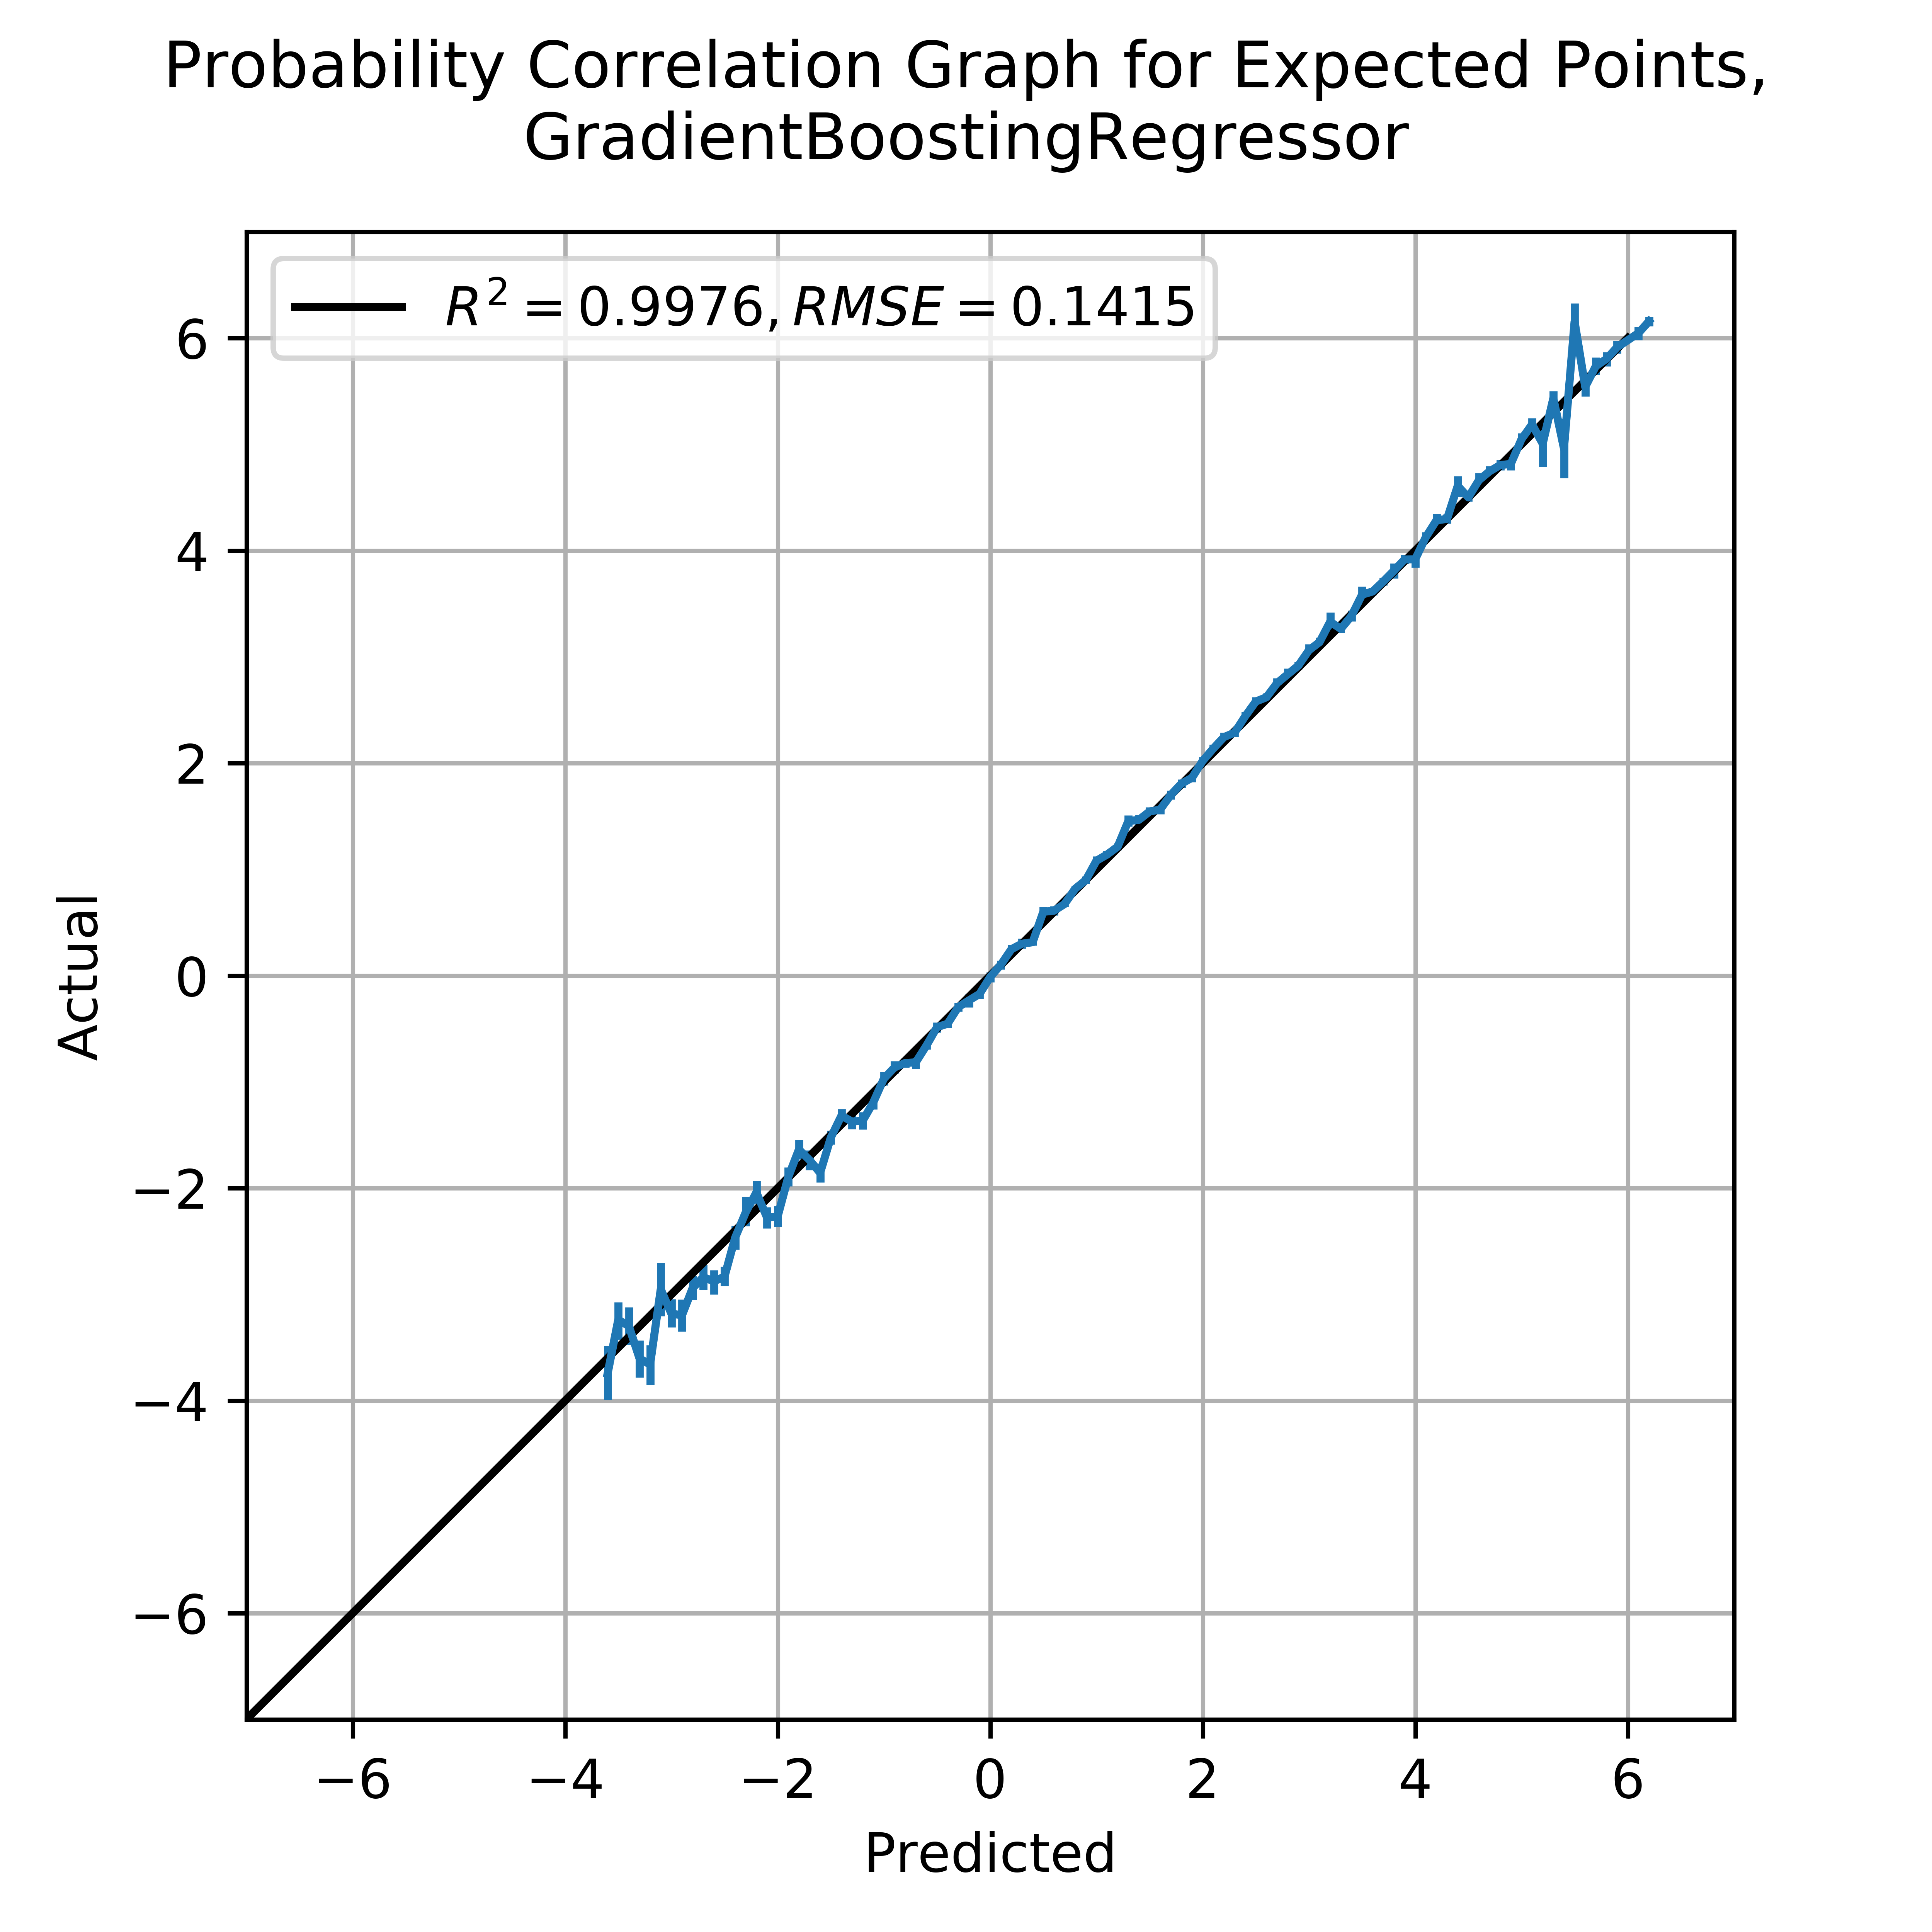 Probability Correlation Graph for Expected Points,
GradientBoostingRegressor
R² = 0.9976, RMSE = 0.1415
6
4
2
0
−2
−4
−6
Actual
−6 −4 −2 0 2 4 6
Predicted